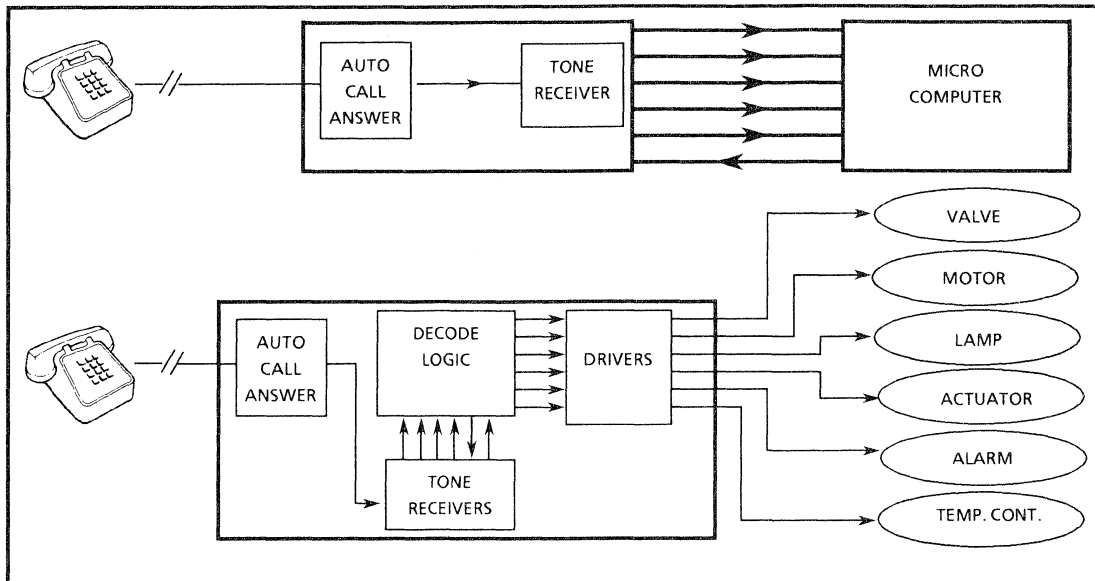 AUTO
CALL
ANSWER
TONE
RECEIVER
MICRO
COMPUTER
VALVE
MOTOR
LAMP
ACTUATOR
ALARM
TEMP. CONT.
AUTO
CALL
ANSWER
DECODE
LOGIC
DRIVERS
TONE
RECEIVERS